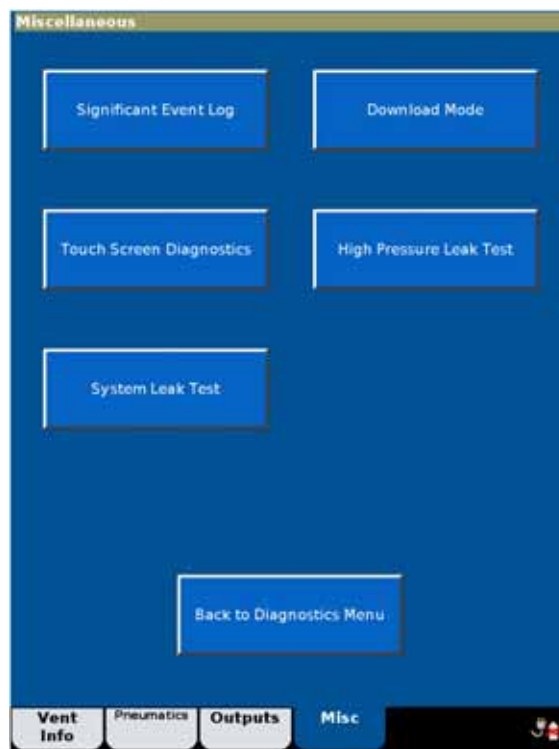 Miscellaneous
Significant Event Log
Download Mode
Touch Screen Diagnostics
High Pressure Leak Test
System Leak Test
Back to Diagnostics Menu
Vent
Info
Pneumatics
Outputs
Misc